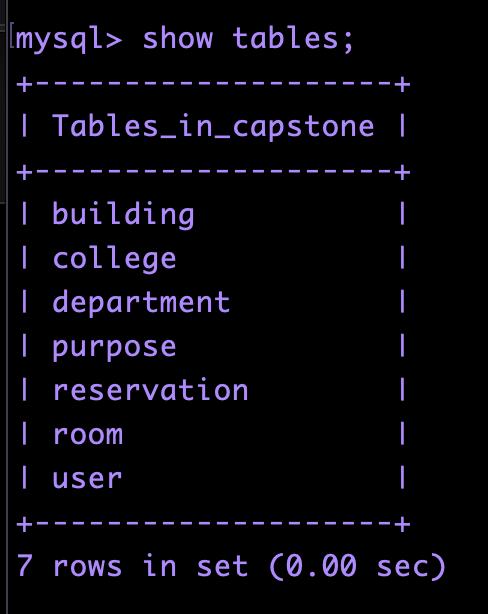 mysql> show tables;
+--------------------+
| Tables_in_capstone |
+--------------------+
| building           |
| college            |
| department         |
| purpose            |
| reservation        |
| room               |
| user               |
+--------------------+
7 rows in set (0.00 sec)